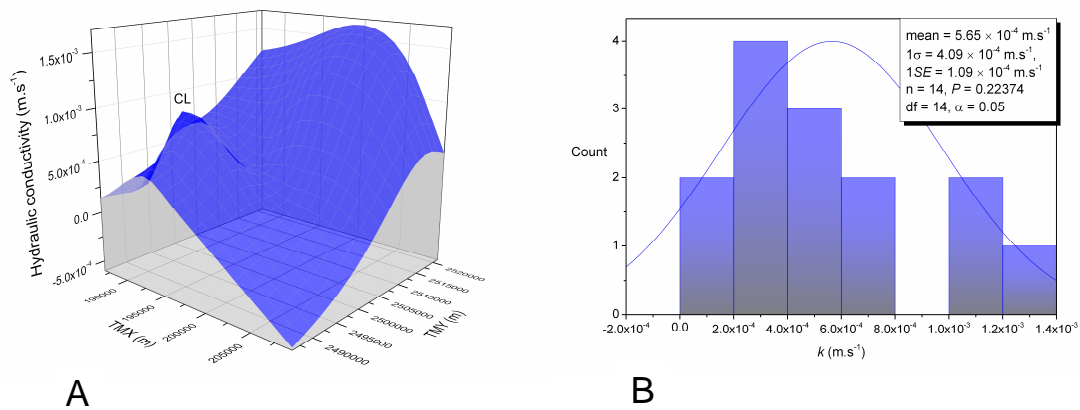 Hydraulic conductivity (m.s⁻¹)
1.5x10⁻³
1.0x10⁻³
5.0x10⁻⁴
0.0
-5.0x10⁻⁴
CL
195000
200000
205000
TMX (m)
2490000
2495000
2500000
2505000
2510000
2515000
2520000
TMY (m)
A
mean = 5.65 × 10⁻⁴ m.s⁻¹
1σ = 4.09 × 10⁻⁴ m.s⁻¹,
1SE = 1.09 × 10⁻⁴ m.s⁻¹
n = 14, P = 0.22374
df = 14, α = 0.05
Count
4
3
2
1
0
-2.0x10⁻⁴ 0.0 2.0x10⁻⁴ 4.0x10⁻⁴ 6.0x10⁻⁴ 8.0x10⁻⁴ 1.0x10⁻³ 1.2x10⁻³ 1.4x10⁻³
k (m.s⁻¹)
B